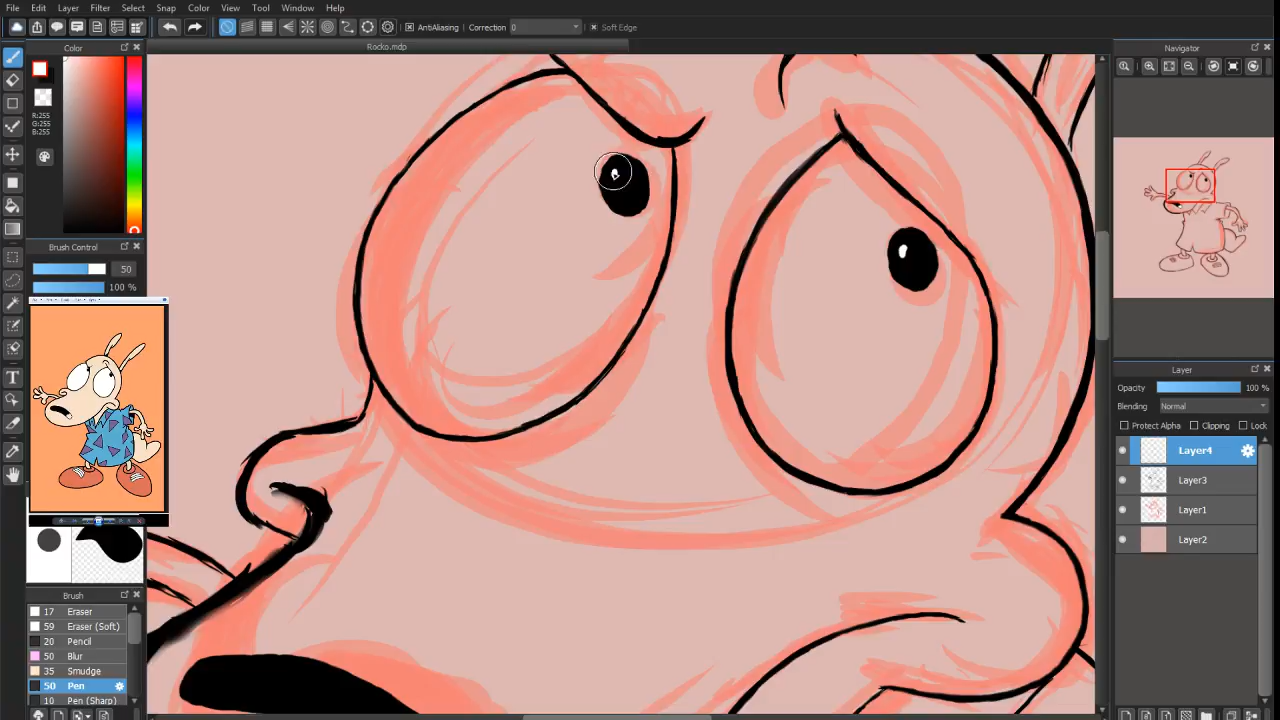 File Edit Layer Filter Select Snap Color View Tool Window Help
AntiAliasing Correction 0 Soft Edge
Color
Rocko.mdp
Navigator
R:255
G:255
B:255
Brush Control
50
100 %
Layer
Opacity 100 %
Blending Normal
Protect Alpha Clipping Lock
Layer4
Layer3
Layer1
Layer2
Brush
17 Eraser
59 Eraser (Soft)
20 Pencil
50 Blur
35 Smudge
50 Pen
10 Pen (Sharp)